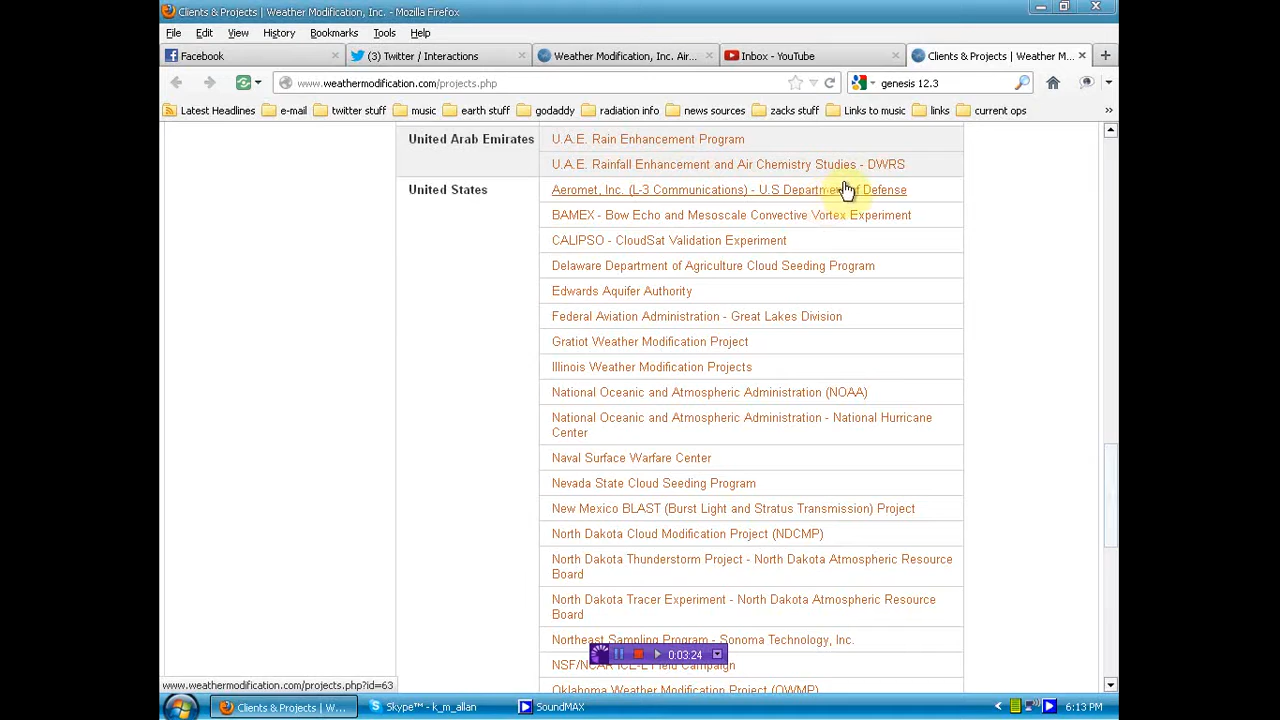 Clients & Projects | Weather Modification, Inc. - Mozilla Firefox
File Edit View History Bookmarks Tools Help
Facebook
(3) Twitter / Interactions
Weather Modification, Inc. Air...
Inbox - YouTube
Clients & Projects | Weather M...
www.weathermodification.com/projects.php
genesis 12.3
Latest Headlines e-mail twitter stuff music earth stuff godaddy radiation info news sources zacks stuff Links to music links current ops
United Arab Emirates
U.A.E. Rain Enhancement Program
U.A.E. Rainfall Enhancement and Air Chemistry Studies - DWRS
United States
Aeromet, Inc. (L-3 Communications) - U.S Department of Defense
BAMEX - Bow Echo and Mesoscale Convective Vortex Experiment
CALIPSO - CloudSat Validation Experiment
Delaware Department of Agriculture Cloud Seeding Program
Edwards Aquifer Authority
Federal Aviation Administration - Great Lakes Division
Gratiot Weather Modification Project
Illinois Weather Modification Projects
National Oceanic and Atmospheric Administration (NOAA)
National Oceanic and Atmospheric Administration - National Hurricane
Center
Naval Surface Warfare Center
Nevada State Cloud Seeding Program
New Mexico BLAST (Burst Light and Stratus Transmission) Project
North Dakota Cloud Modification Project (NDCMP)
North Dakota Thunderstorm Project - North Dakota Atmospheric Resource
Board
North Dakota Tracer Experiment - North Dakota Atmospheric Resource
Board
Northeast Sampling Program - Sonoma Technology, Inc.
0:03:24
NSF/NCAR ICE-L Field Campaign
Oklahoma Weather Modification Project (OWMP)
www.weathermodification.com/projects.php?id=63
Clients & Projects | W...
Skype™ - k_m_allan
SoundMAX
6:13 PM